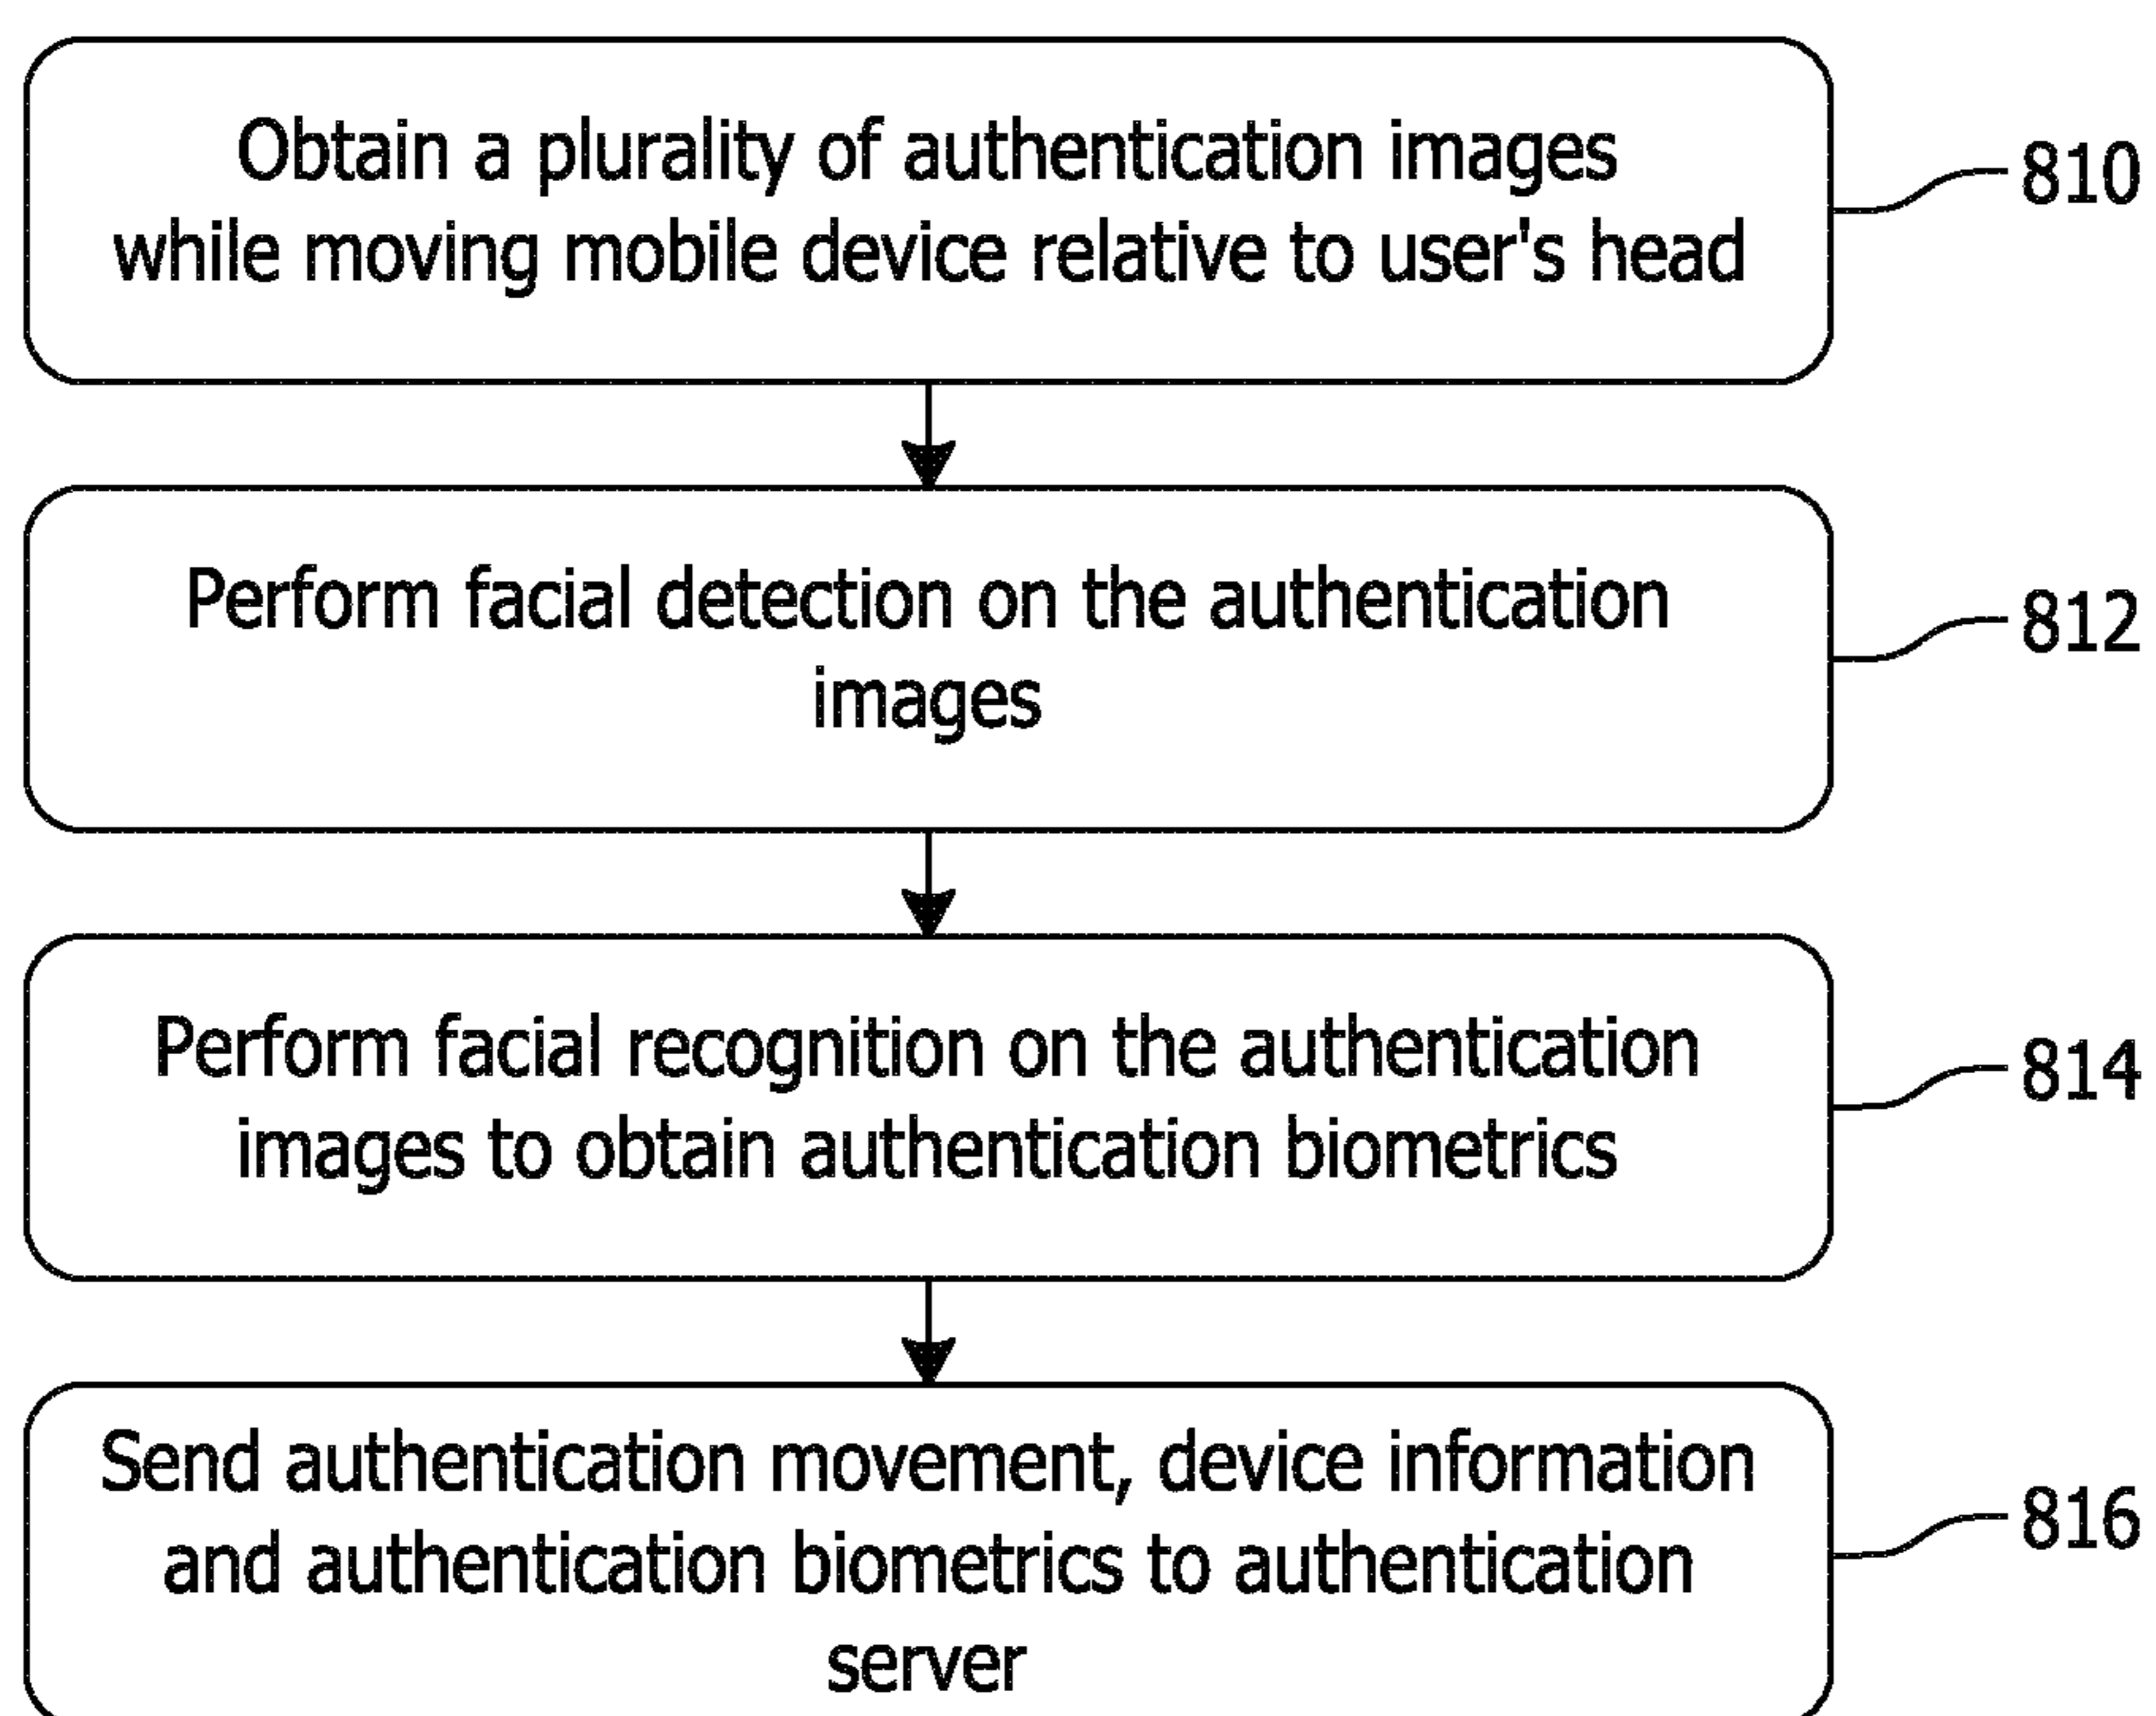 Obtain a plurality of authentication images
while moving mobile device relative to user's head
810
Perform facial detection on the authentication
images
812
Perform facial recognition on the authentication
images to obtain authentication biometrics
814
Send authentication movement, device information
and authentication biometrics to authentication
server
816